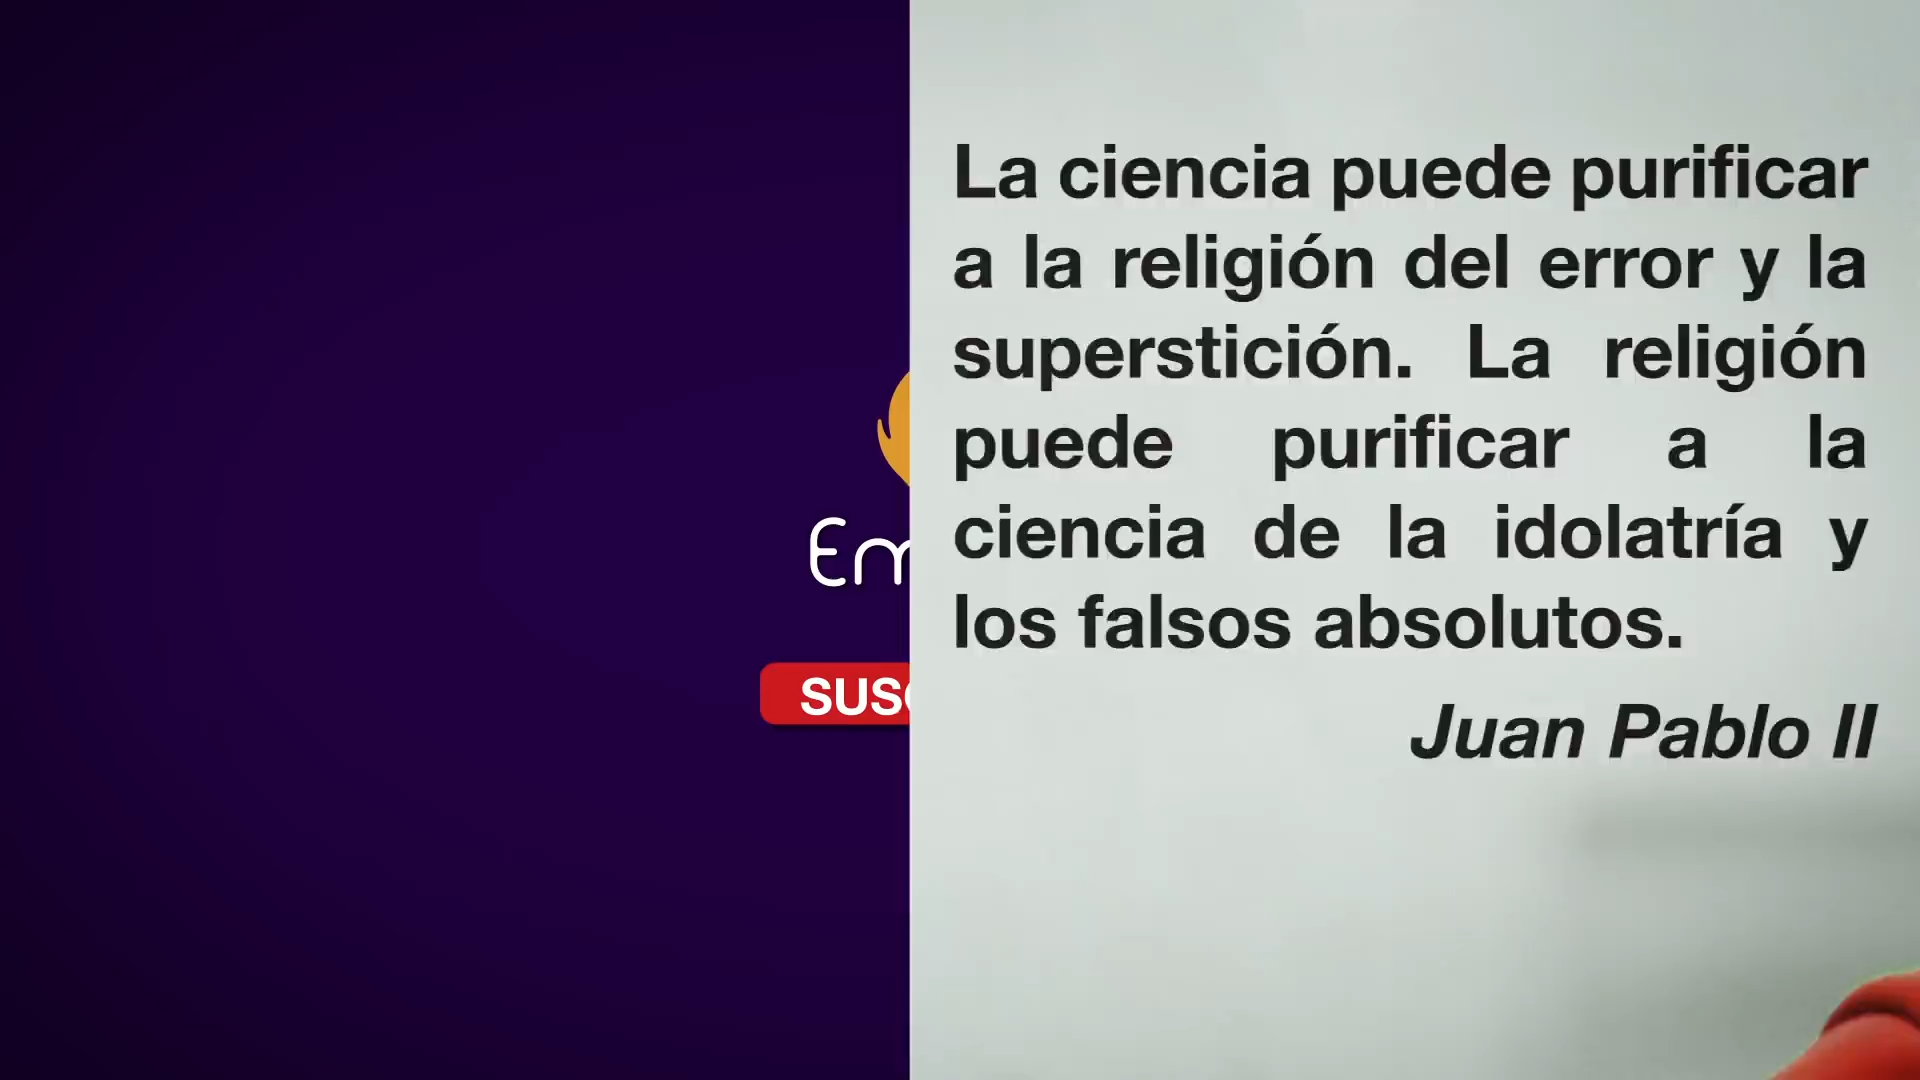 La ciencia puede purificar
a la religión del error y la
superstición. La religión
puede purificar a la
ciencia de la idolatría y
los falsos absolutos.
Juan Pablo II